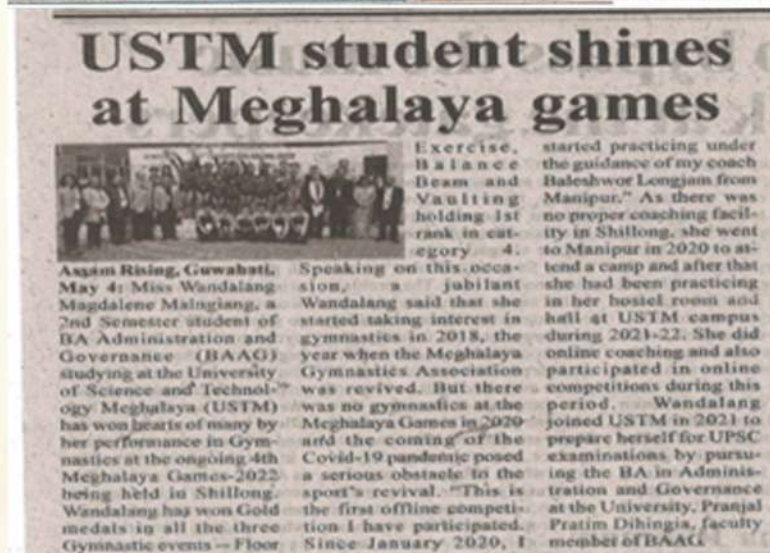 USTM student shines
at Meghalaya games
Assam Rising, Guwahati,
May 4: Miss Wandalang
Magdalene Maingiang, a
2nd Semester student of
BA Administration and
Governance (BAAG)
studying at the University
of Science and Technol-
ogy Meghalaya (USTM)
has won hearts of many by
her performance in Gym-
nastics at the ongoing 4th
Meghalaya Games-2022
being held in Shillong.
Wandalang has won Gold
medals in all the three
Gymnastic events -- Floor
Exercise,
Balance
Beam and
Vaulting
holding 1st
rank in cat-
egory 4.
Speaking on this occa-
sion, a jubilant
Wandalang said that she
started taking interest in
gymnastics in 2018, the
year when the Meghalaya
Gymnastics Association
was revived. But there
was no gymnastics at the
Meghalaya Games in 2020
and the coming of the
Covid-19 pandemic posed
a serious obstacle to the
sport's revival. "This is
the first offline competi-
tion I have participated.
Since January 2020, I
started practicing under
the guidance of my coach
Baleshwor Longjam from
Manipur." As there was
no proper coaching facil-
ity in Shillong, she went
to Manipur in 2020 to at-
tend a camp and after that
she had been practicing
in her hostel room and
hall at USTM campus
during 2021-22. She did
online coaching and also
participated in online
competitions during this
period. Wandalang
joined USTM in 2021 to
prepare herself for UPSC
examinations by pursu-
ing the BA in Adminis-
tration and Governance
at the University, Pranjal
Pratim Dihingia, faculty
member of BAAG.